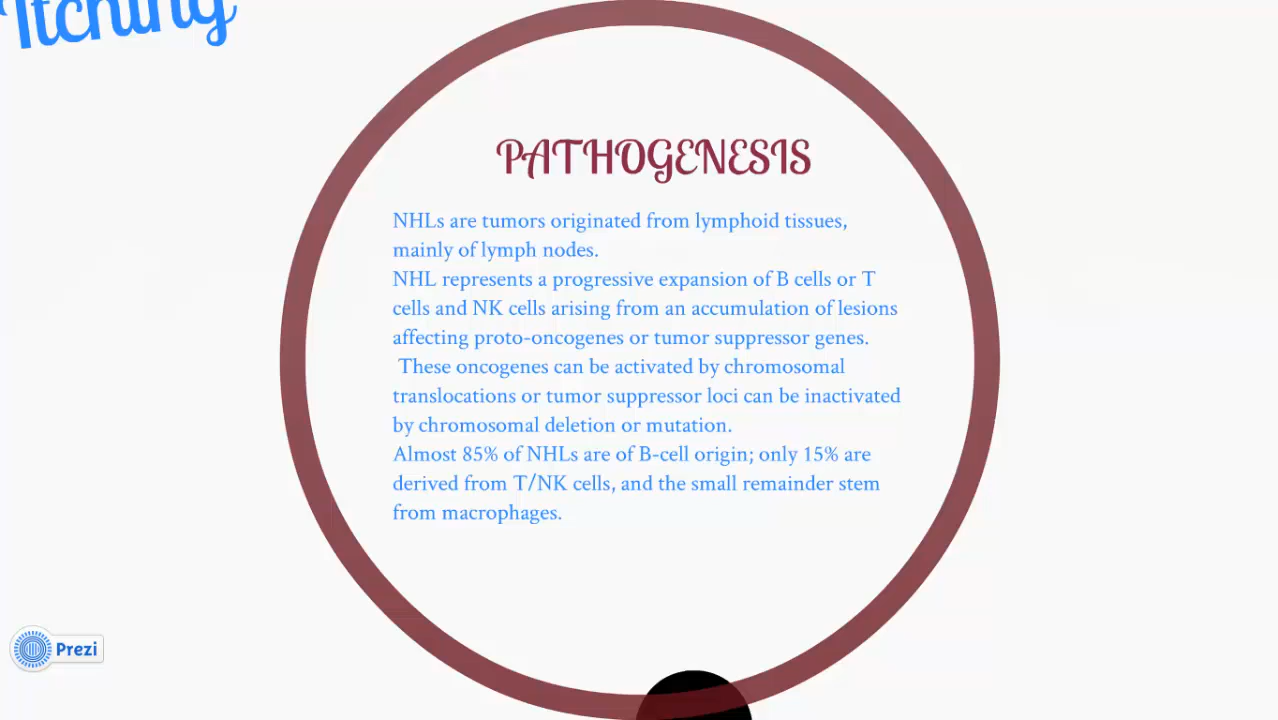 Itching
PATHOGENESIS
NHLs are tumors originated from lymphoid tissues,
mainly of lymph nodes.
NHL represents a progressive expansion of B cells or T
cells and NK cells arising from an accumulation of lesions
affecting proto-oncogenes or tumor suppressor genes.
These oncogenes can be activated by chromosomal
translocations or tumor suppressor loci can be inactivated
by chromosomal deletion or mutation.
Almost 85% of NHLs are of B-cell origin; only 15% are
derived from T/NK cells, and the small remainder stem
from macrophages.
Prezi